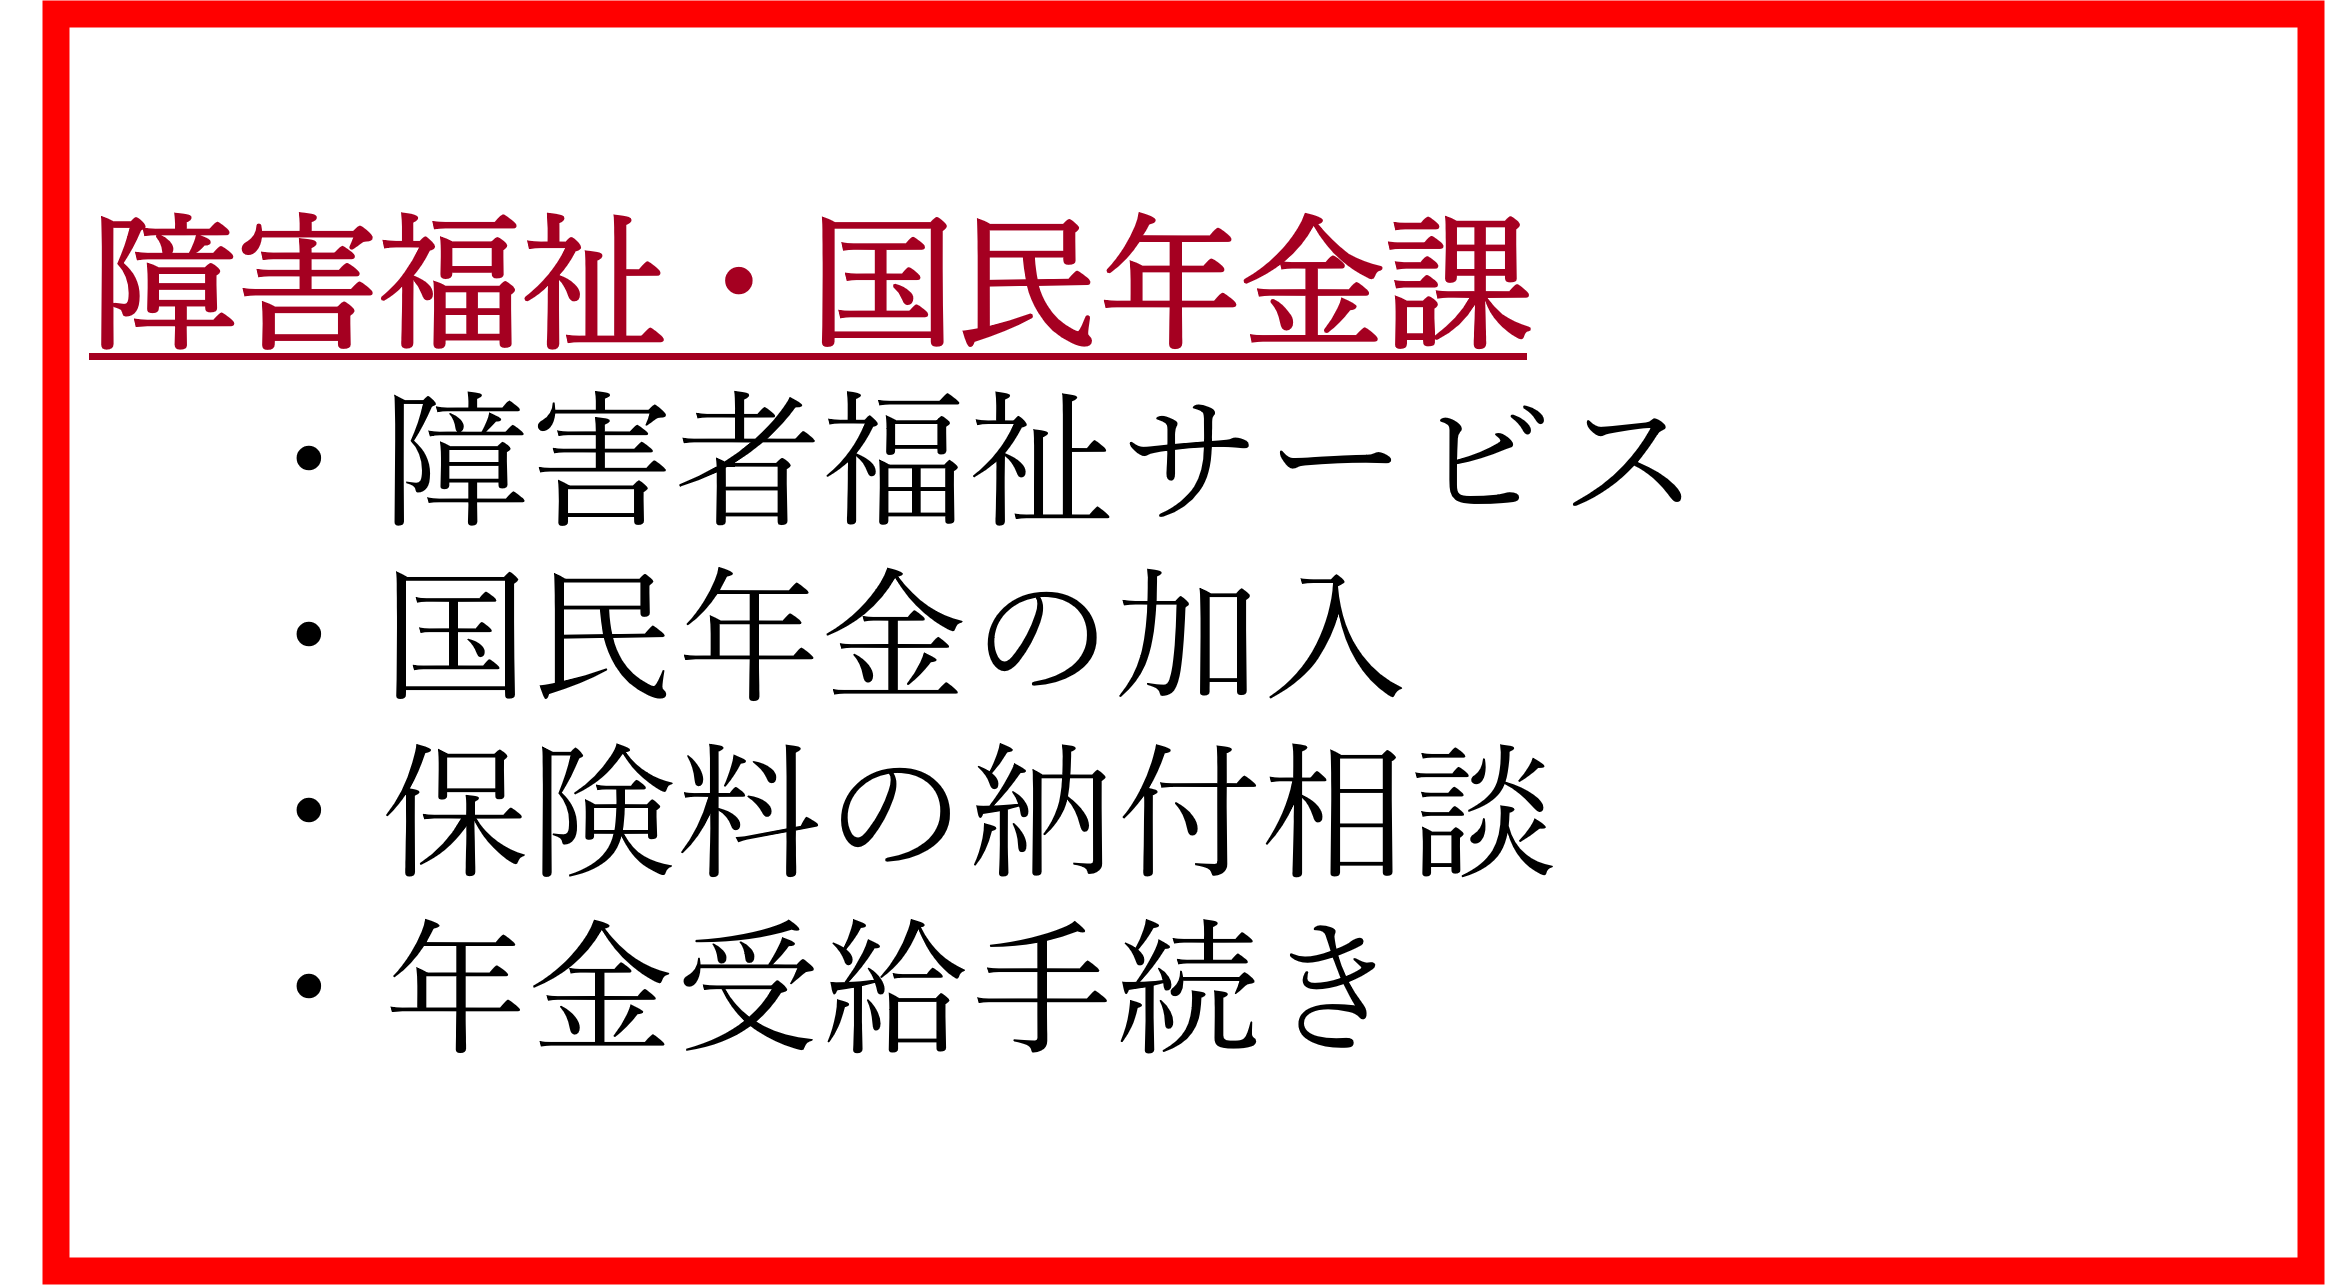 障害福祉・国民年金課
・障害者福祉サービス
・国民年金の加入
・保険料の納付相談
・年金受給手続き